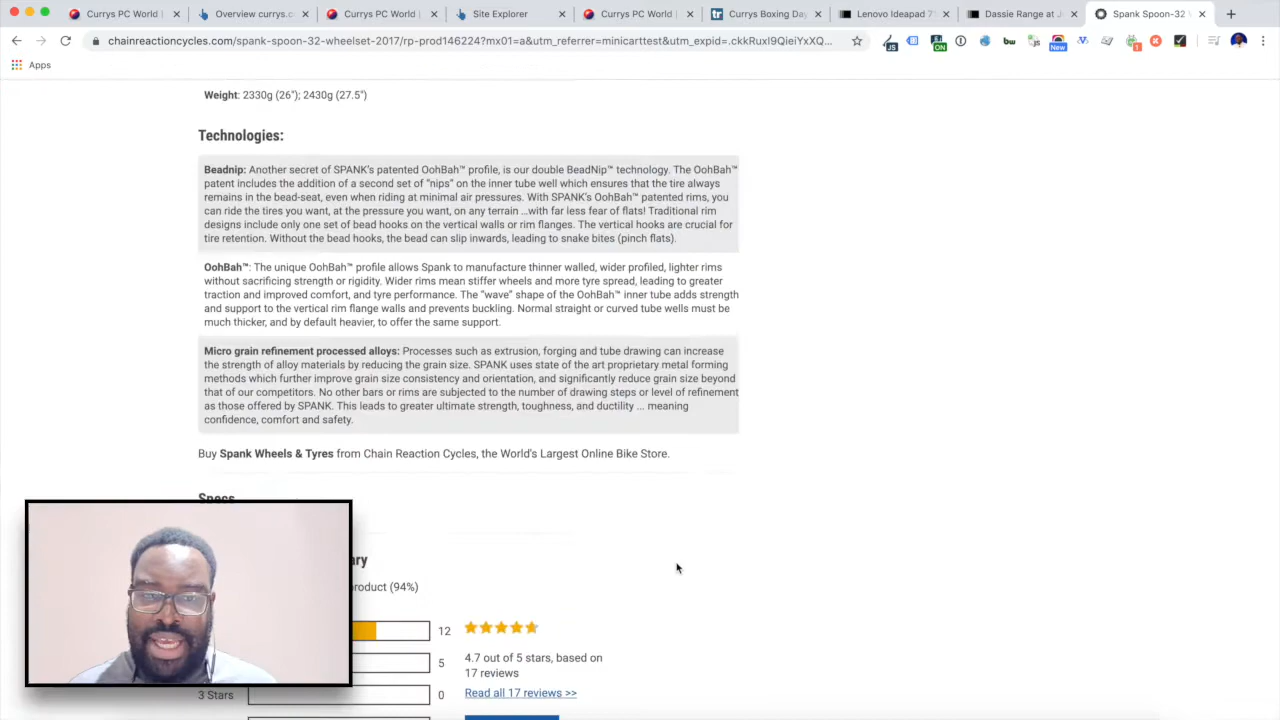 Currys PC World |
Overview currys.c
Currys PC World |
Site Explorer
Currys PC World |
Currys Boxing Day
Lenovo Ideapad 7
Dassie Range at J
Spank Spoon-32
chainreactioncycles.com/spank-spoon-32-wheelset-2017/rp-prod146224?mx01=a&utm_referrer=minicarttest&utm_expid=.ckkRuxI9QieiYxXQ...
Apps
Weight: 2330g (26"); 2430g (27.5")
Technologies:
Beadnip: Another secret of SPANK's patented OohBah™ profile, is our double BeadNip™ technology. The OohBah™
patent includes the addition of a second set of “nips” on the inner tube well which ensures that the tire always
remains in the bead-seat, even when riding at minimal air pressures. With SPANK's OohBah™ patented rims, you
can ride the tires you want, at the pressure you want, on any terrain ...with far less fear of flats! Traditional rim
designs include only one set of bead hooks on the vertical walls or rim flanges. The vertical hooks are crucial for
tire retention. Without the bead hooks, the bead can slip inwards, leading to snake bites (pinch flats).
OohBah™: The unique OohBah™ profile allows Spank to manufacture thinner walled, wider profiled, lighter rims
without sacrificing strength or rigidity. Wider rims mean stiffer wheels and more tyre spread, leading to greater
traction and improved comfort, and tyre performance. The “wave” shape of the OohBah™ inner tube adds strength
and support to the vertical rim flange walls and prevents buckling. Normal straight or curved tube wells must be
much thicker, and by default heavier, to offer the same support.
Micro grain refinement processed alloys: Processes such as extrusion, forging and tube drawing can increase
the strength of alloy materials by reducing the grain size. SPANK uses state of the art proprietary metal forming
methods which further improve grain size consistency and orientation, and significantly reduce grain size beyond
that of our competitors. No other bars or rims are subjected to the number of drawing steps or level of refinement
as those offered by SPANK. This leads to greater ultimate strength, toughness, and ductility ... meaning
confidence, comfort and safety.
Buy Spank Wheels & Tyres from Chain Reaction Cycles, the World's Largest Online Bike Store.
Specs
ary
product (94%)
12
5
4.7 out of 5 stars, based on
17 reviews
3 Stars
0
Read all 17 reviews >>